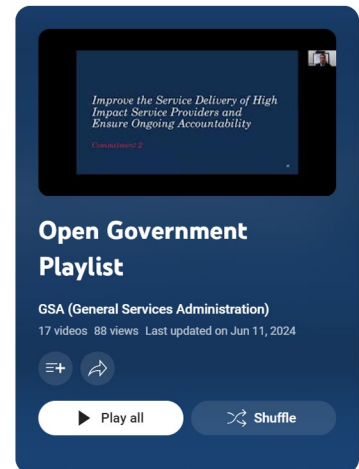 Improve the Service Delivery of High
Impact Service Providers and
Ensure Ongoing Accountability
Commitment 2
Open Government
Playlist
GSA (General Services Administration)
17 videos 88 views Last updated on Jun 11, 2024
Play all
Shuffle